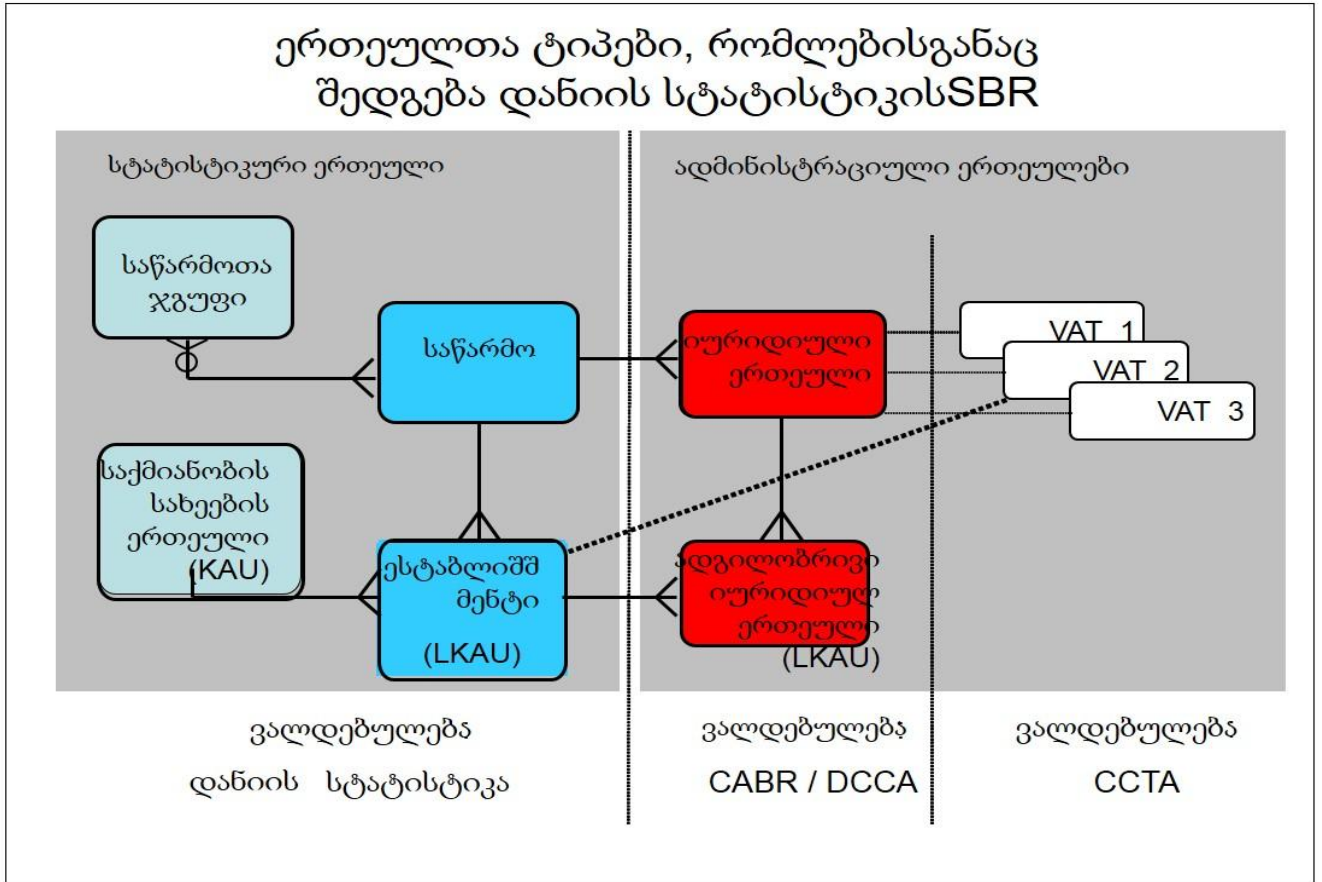 ერთეულთა ტიპები, რომლებისგანაც
შედგება დანიის სტატისტიკისSBR
სტატისტიკური ერთეული
ადმინისტრაციული ერთეულები
საწარმოთა
ჯგუფი
საწარმო
იურიდიული
ერთეული
VAT 1
VAT 2
VAT 3
საქმიანობის
სახეების
ერთეული
(KAU)
ესტაბლიშმ
მენტი
(LKAU)
ადგილობრივი
იურიდიულ
ერთეული
(LKAU)
ვალდებულება
დანიის სტატისტიკა
ვალდებულება
CABR / DCCA
ვალდებულება
CCTA